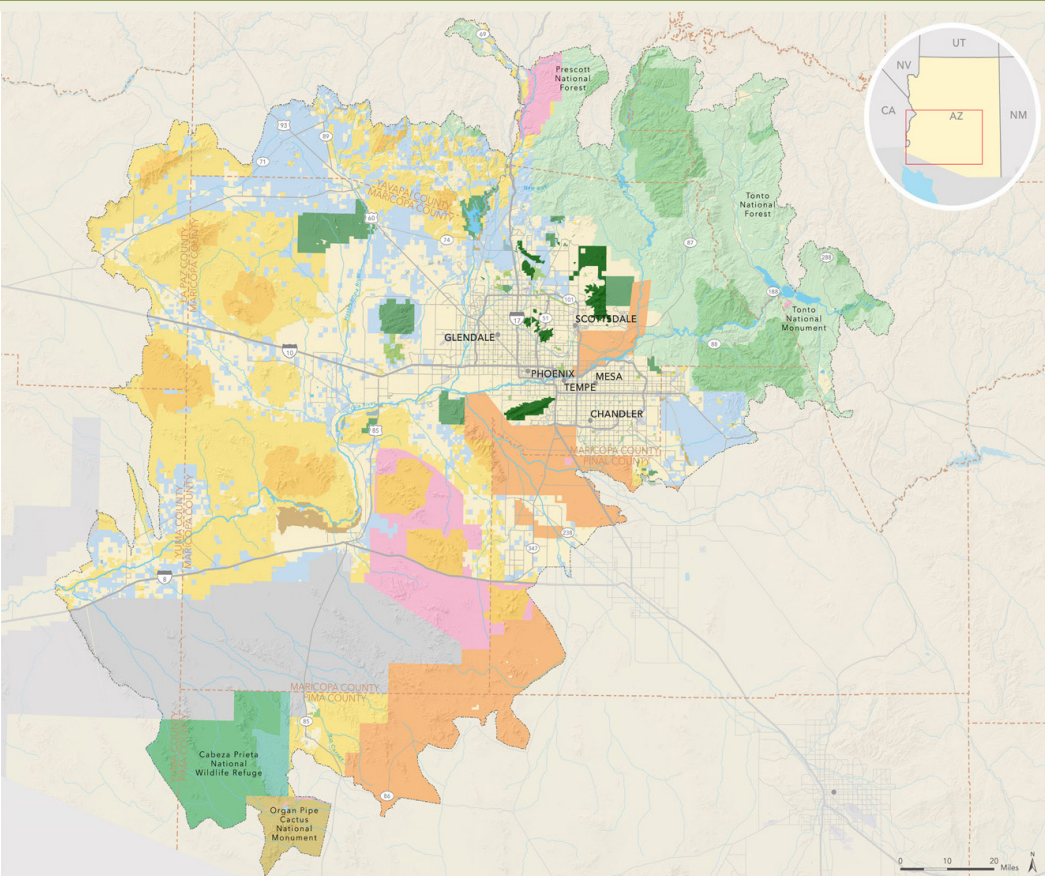 69
UT
NV
CA
AZ
NM
Prescott
National
Forest
93
89
71
YAVAPAI COUNTY
MARICOPA COUNTY
New River
Tonto
National
Forest
60
74
87
288
MARICOPA COUNTY
188
101
Tonto
National
Monument
17
51
SCOTTSDALE
GLENDALE
10
88
PHOENIX
MESA
TEMPE
CHANDLER
85
MARICOPA COUNTY
PINAL COUNTY
YUMA COUNTY
MARICOPA COUNTY
238
347
8
MARICOPA COUNTY
PIMA COUNTY
85
Cabeza Prieta
National
Wildlife Refuge
86
Organ Pipe
Cactus
National
Monument
N
0 10 20
Miles